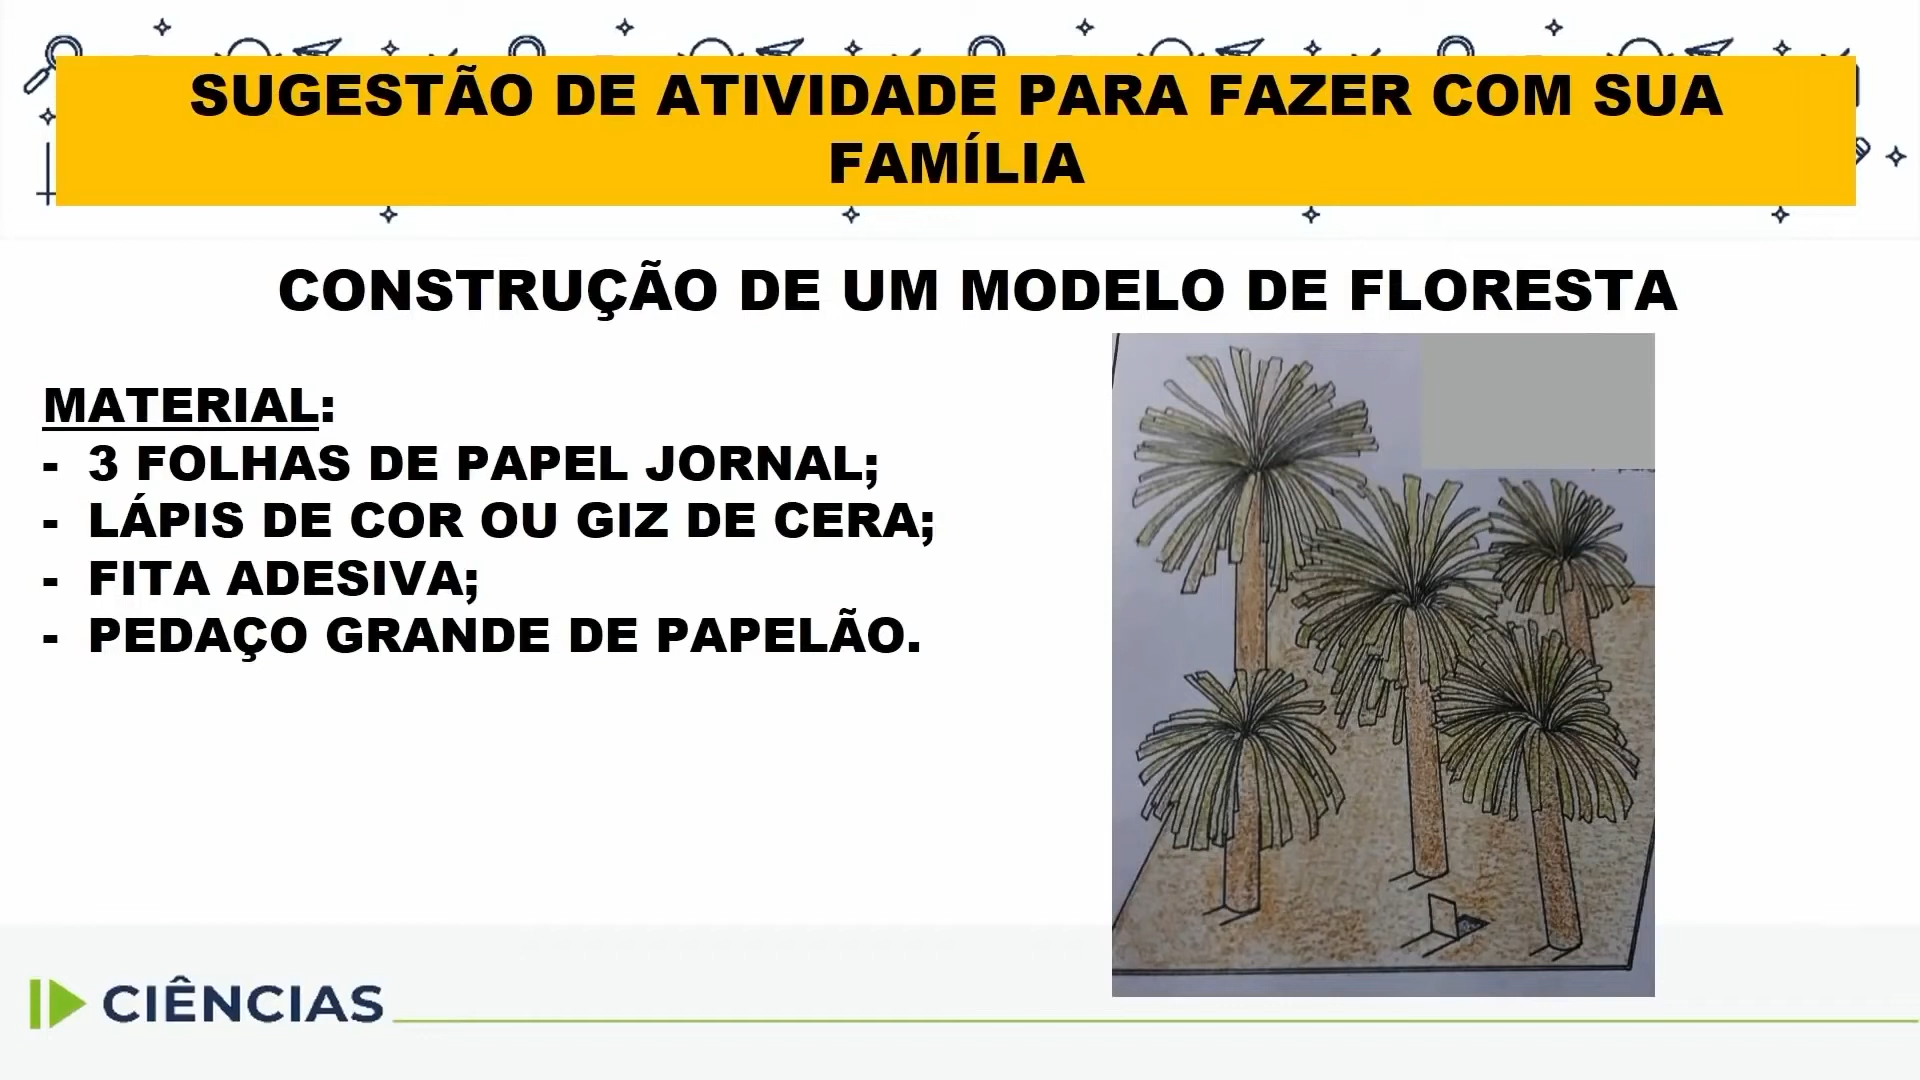 SUGESTÃO DE ATIVIDADE PARA FAZER COM SUA
FAMÍLIA
CONSTRUÇÃO DE UM MODELO DE FLORESTA
MATERIAL:
- 3 FOLHAS DE PAPEL JORNAL;
- LÁPIS DE COR OU GIZ DE CERA;
- FITA ADESIVA;
- PEDAÇO GRANDE DE PAPELÃO.
CIÊNCIAS